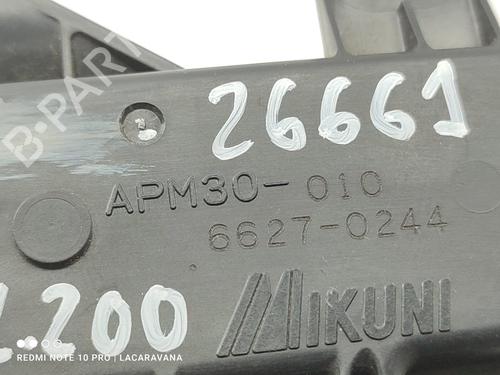 B-PARTS
26661
APM30-010
6627-0244
MIKUNI
L200
REDMI NOTE 10 PRO | LACARAVANA